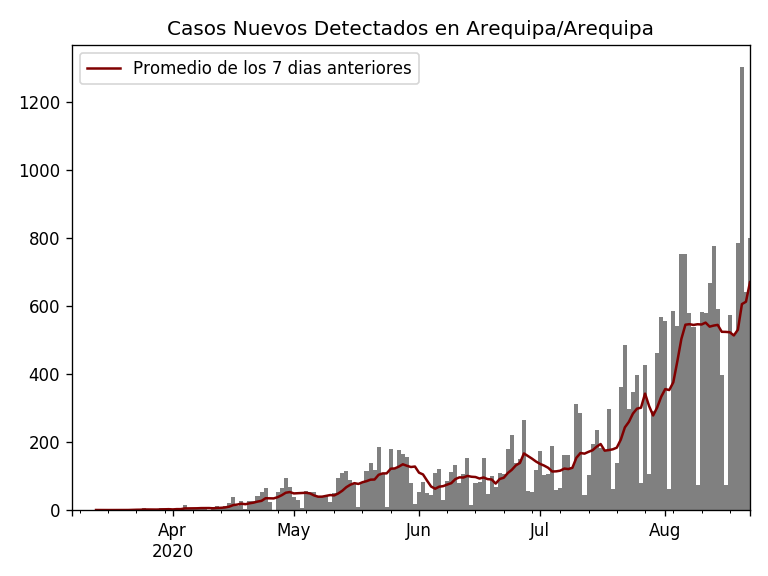 Casos Nuevos Detectados en Arequipa/Arequipa
Promedio de los 7 dias anteriores
1200
1000
800
600
400
200
0
Apr May Jun Jul Aug
2020